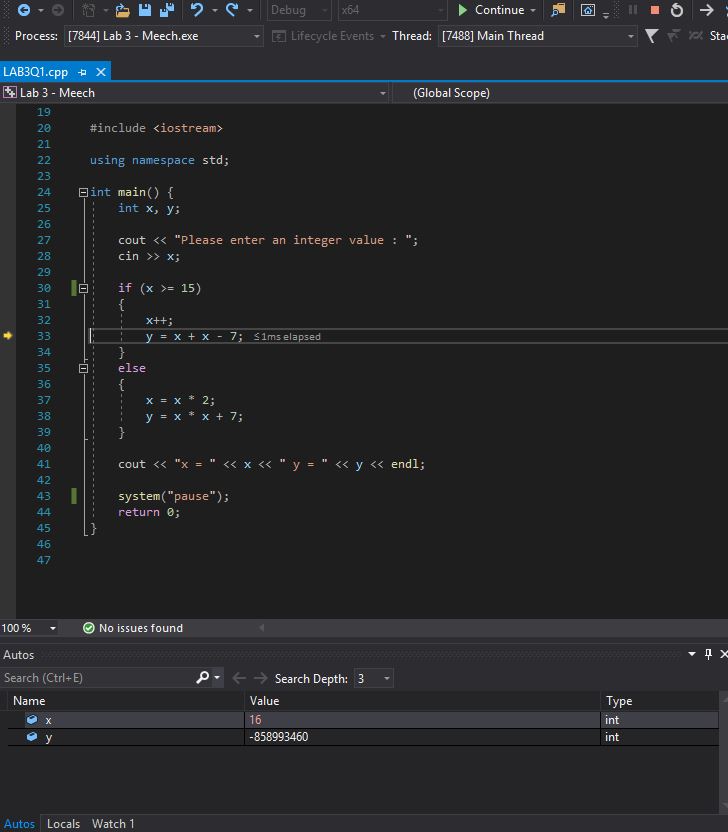 Debug x64 Continue
Process: [7844] Lab 3 - Meech.exe Lifecycle Events Thread: [7488] Main Thread
LAB3Q1.cpp
Lab 3 - Meech (Global Scope)
19
20 #include <iostream>
21
22 using namespace std;
23
24 int main() {
25 int x, y;
26
27 cout << "Please enter an integer value : ";
28 cin >> x;
29
30 if (x >= 15)
31 {
32 x++;
33 y = x + x - 7; ≤1ms elapsed
34 }
35 else
36 {
37 x = x * 2;
38 y = x * x + 7;
39 }
40
41 cout << "x = " << x << " y = " << y << endl;
42
43 system("pause");
44 return 0;
45 }
46
47
100 % No issues found
Autos
Search (Ctrl+E) Search Depth: 3
Name Value Type
x 16 int
y -858993460 int
Autos Locals Watch 1